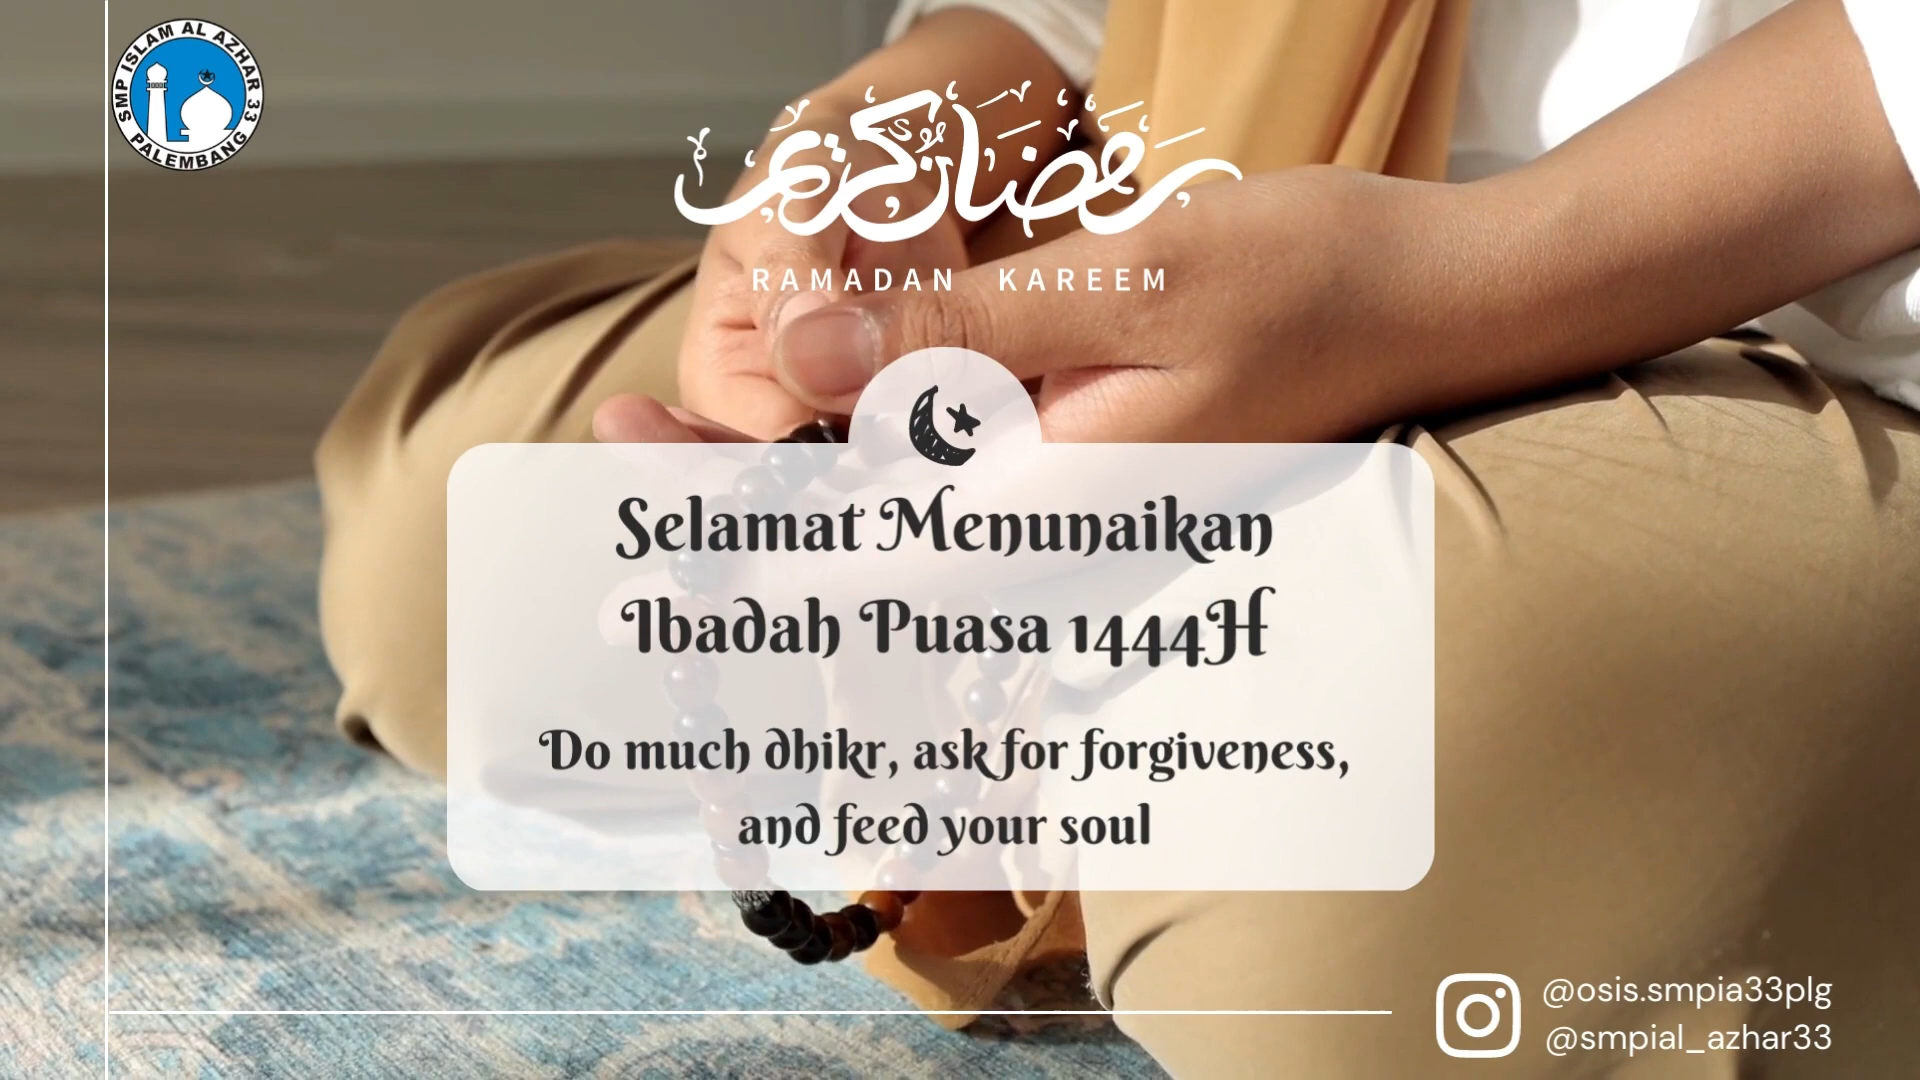 SMP ISLAM AL AZHAR 33
PALEMBANG
رمضان كريم
RAMADAN KAREEM
Selamat Menunaikan
Ibadah Puasa 1444H
Do much dhikr, ask for forgiveness,
and feed your soul
@osis.smpia33plg
@smpial_azhar33